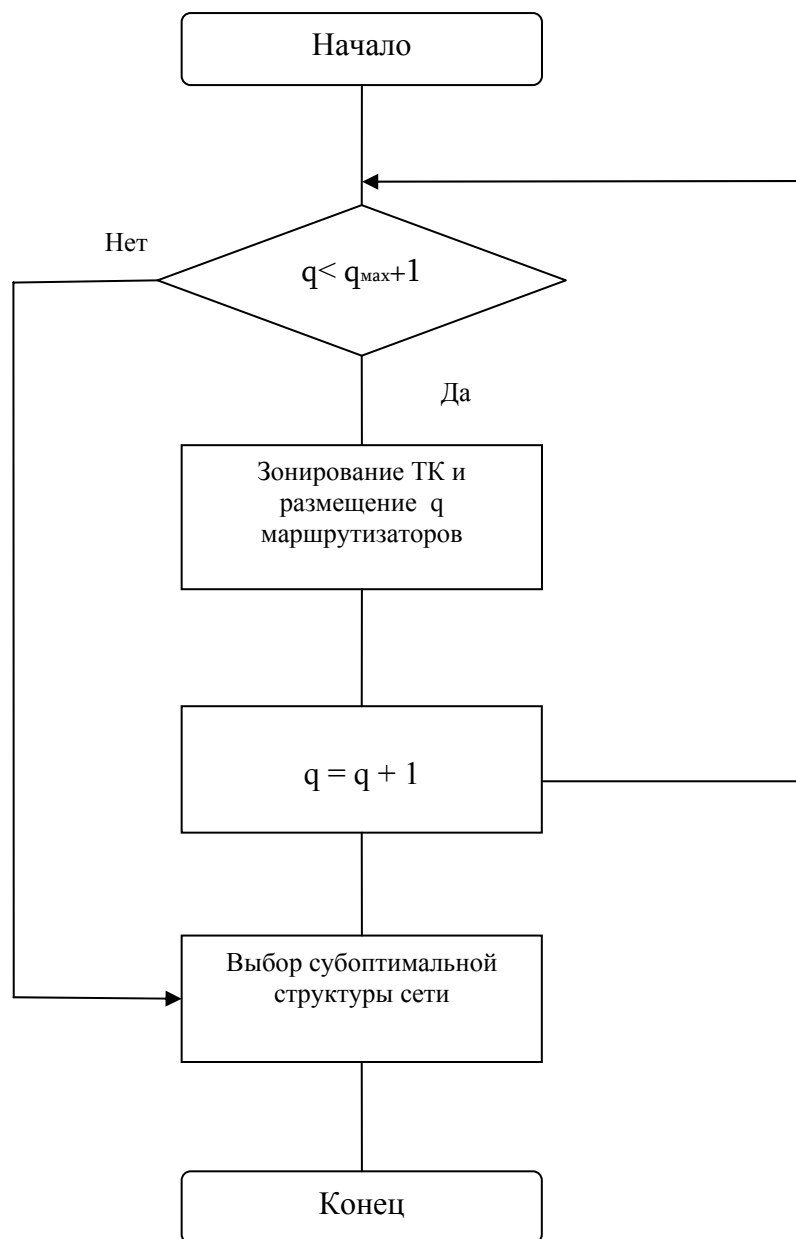 Начало
Нет
q< qмах+1
Да
Зонирование ТК и
размещение q
маршрутизаторов
q = q + 1
Выбор субоптимальной
структуры сети
Конец